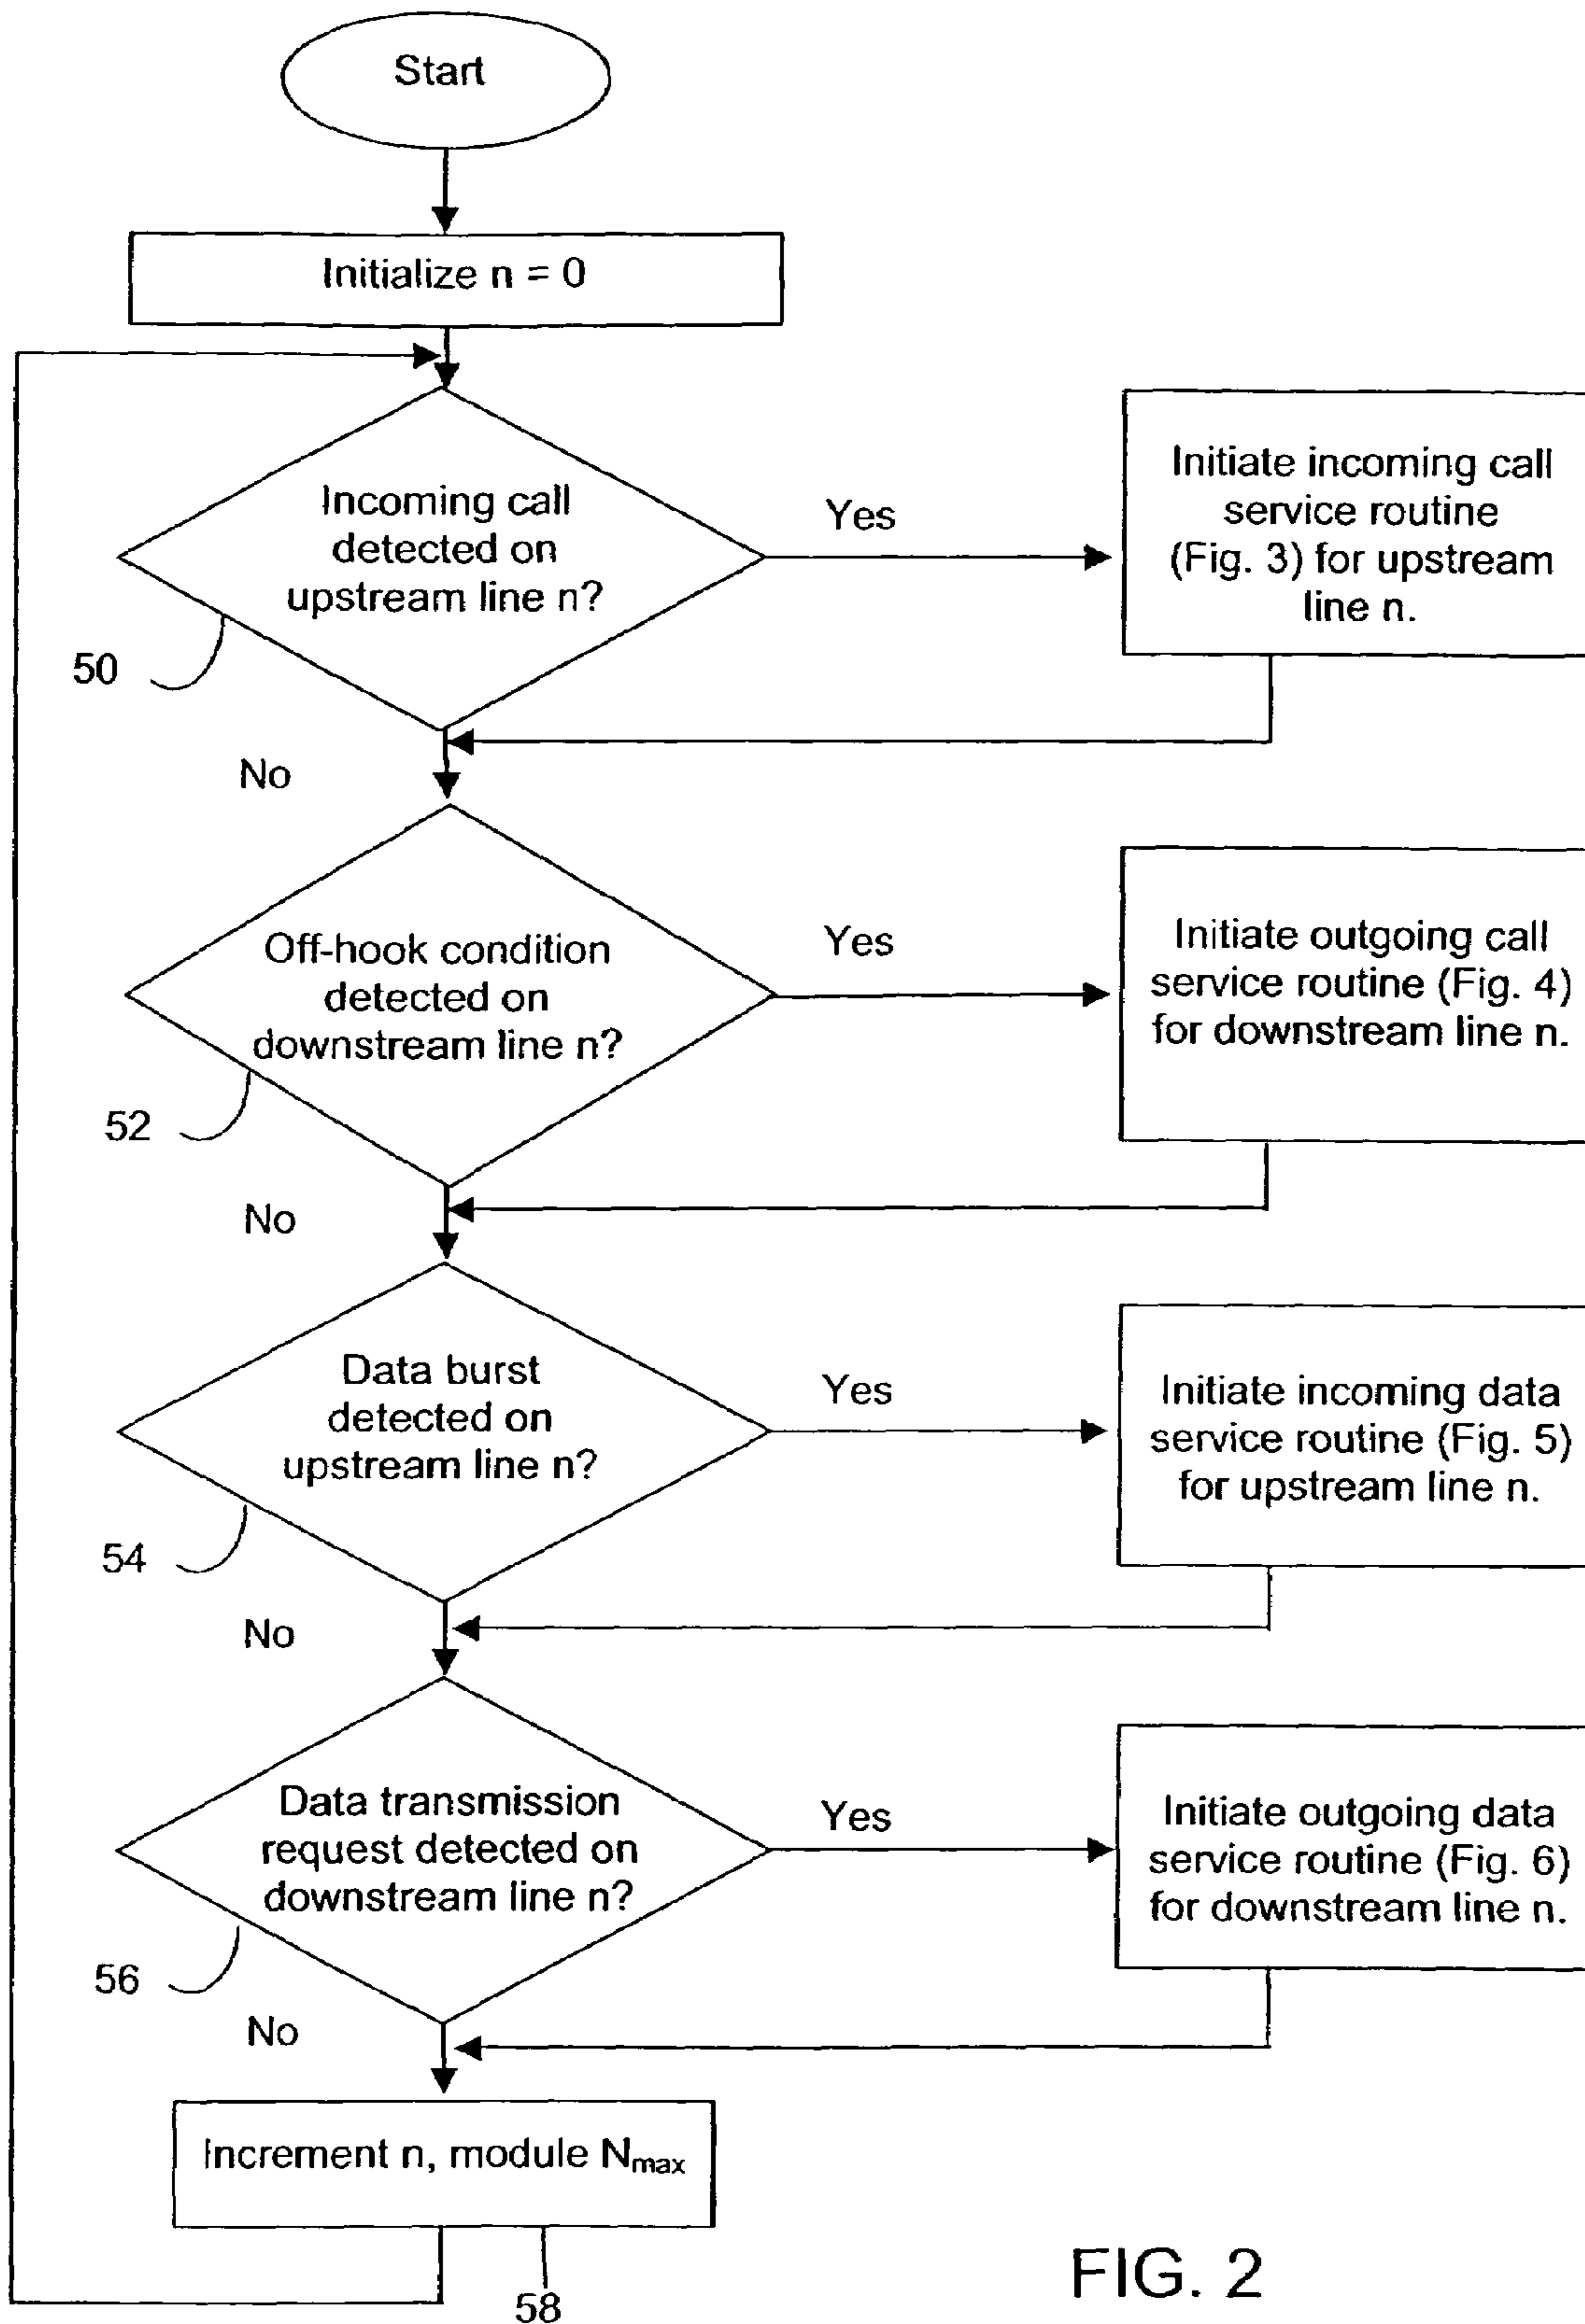 Start
Initialize n = 0
Incoming call
detected on
upstream line n?
Yes
Initiate incoming call
service routine
(Fig. 3) for upstream
line n.
50
No
Off-hook condition
detected on
downstream line n?
Yes
Initiate outgoing call
service routine (Fig. 4)
for downstream line n.
52
No
Data burst
detected on
upstream line n?
Yes
Initiate incoming data
service routine (Fig. 5)
for upstream line n.
54
No
Data transmission
request detected on
downstream line n?
Yes
Initiate outgoing data
service routine (Fig. 6)
for downstream line n.
56
No
Increment n, module Nmax
58
FIG. 2